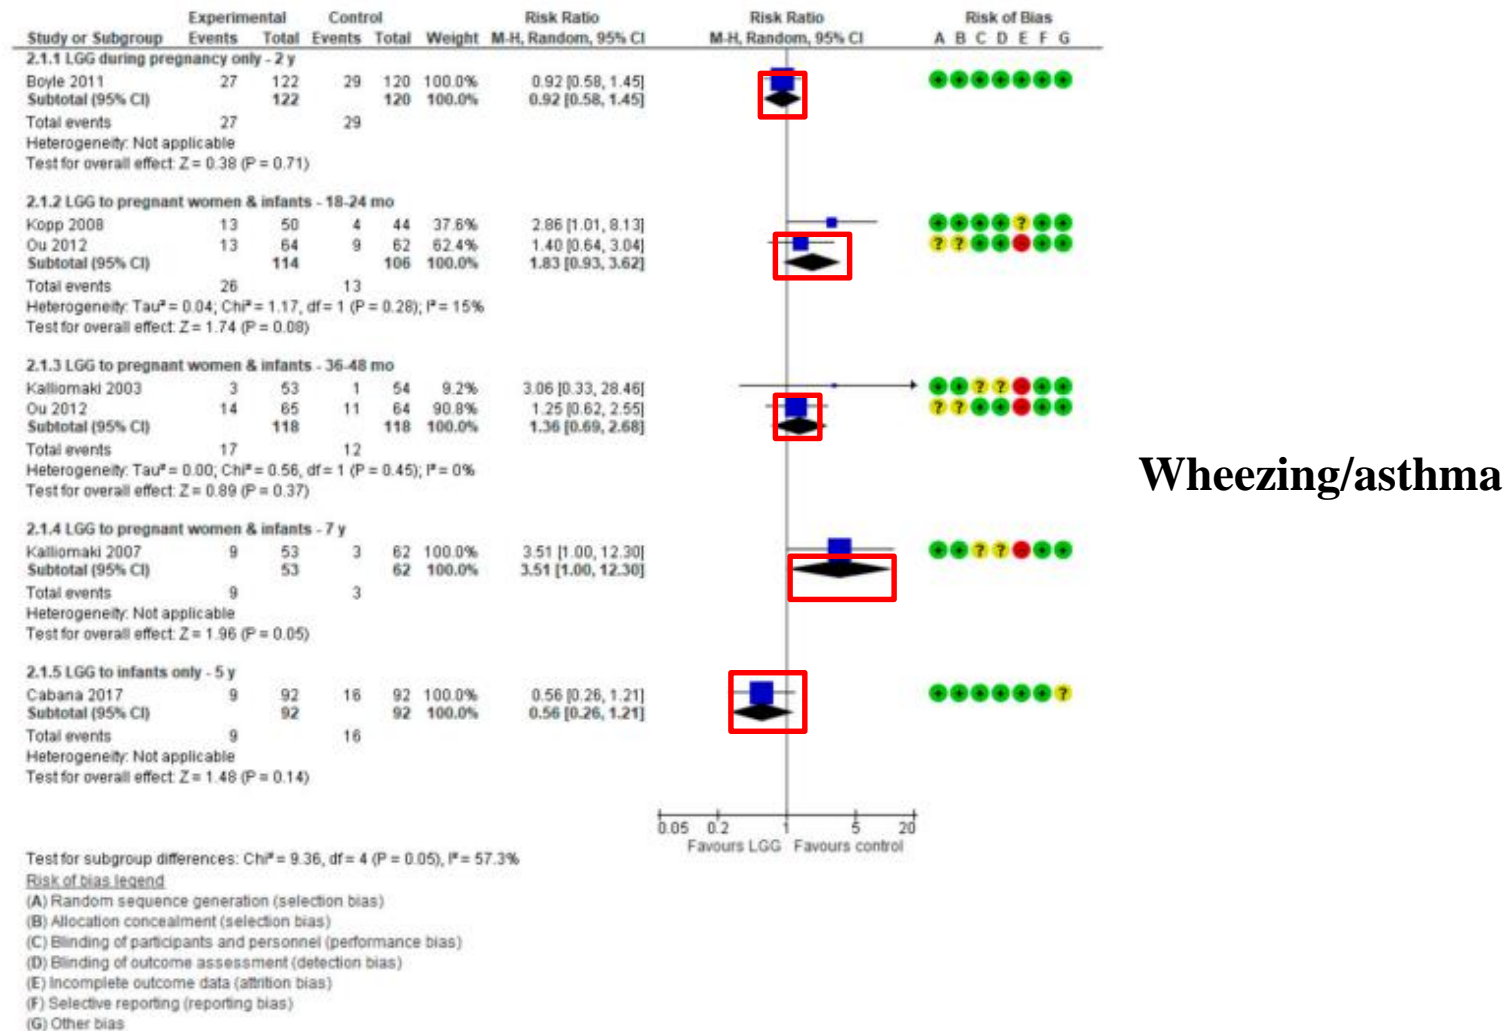 Experimental Control Risk Ratio Risk Ratio Risk of Bias
Study or Subgroup Events Total Events Total Weight M-H, Random, 95% CI M-H, Random, 95% CI A B C D E F G
2.1.1 LGG during pregnancy only - 2 y
Boyle 2011 27 122 29 120 100.0% 0.92 [0.58, 1.45]
Subtotal (95% CI) 122 120 100.0% 0.92 [0.58, 1.45]
Total events 27 29
Heterogeneity: Not applicable
Test for overall effect: Z = 0.38 (P = 0.71)
2.1.2 LGG to pregnant women & infants - 18-24 mo
Kopp 2008 13 50 4 44 37.6% 2.86 [1.01, 8.13] ?
Ou 2012 13 64 9 62 62.4% 1.40 [0.64, 3.04] ? ?
Subtotal (95% CI) 114 106 100.0% 1.83 [0.93, 3.62]
Total events 26 13
Heterogeneity: Tau² = 0.04; Chi² = 1.17, df = 1 (P = 0.28); I² = 15%
Test for overall effect: Z = 1.74 (P = 0.08)
2.1.3 LGG to pregnant women & infants - 36-48 mo
Kalliomaki 2003 3 53 1 54 9.2% 3.06 [0.33, 28.46] ? ?
Ou 2012 14 65 11 64 90.8% 1.25 [0.62, 2.55] ? ?
Subtotal (95% CI) 118 118 100.0% 1.36 [0.69, 2.68]
Total events 17 12
Heterogeneity: Tau² = 0.00; Chi² = 0.56, df = 1 (P = 0.45); I² = 0%
Test for overall effect: Z = 0.89 (P = 0.37)
Wheezing/asthma
2.1.4 LGG to pregnant women & infants - 7 y
Kalliomaki 2007 9 53 3 62 100.0% 3.51 [1.00, 12.30] ? ?
Subtotal (95% CI) 53 62 100.0% 3.51 [1.00, 12.30]
Total events 9 3
Heterogeneity: Not applicable
Test for overall effect: Z = 1.96 (P = 0.05)
2.1.5 LGG to infants only - 5 y
Cabana 2017 9 92 16 92 100.0% 0.56 [0.26, 1.21] ?
Subtotal (95% CI) 92 92 100.0% 0.56 [0.26, 1.21]
Total events 9 16
Heterogeneity: Not applicable
Test for overall effect: Z = 1.48 (P = 0.14)
0.05 0.2 1 5 20
Favours LGG Favours control
Test for subgroup differences: Chi² = 9.36, df = 4 (P = 0.05), I² = 57.3%
Risk of bias legend
(A) Random sequence generation (selection bias)
(B) Allocation concealment (selection bias)
(C) Blinding of participants and personnel (performance bias)
(D) Blinding of outcome assessment (detection bias)
(E) Incomplete outcome data (attrition bias)
(F) Selective reporting (reporting bias)
(G) Other bias